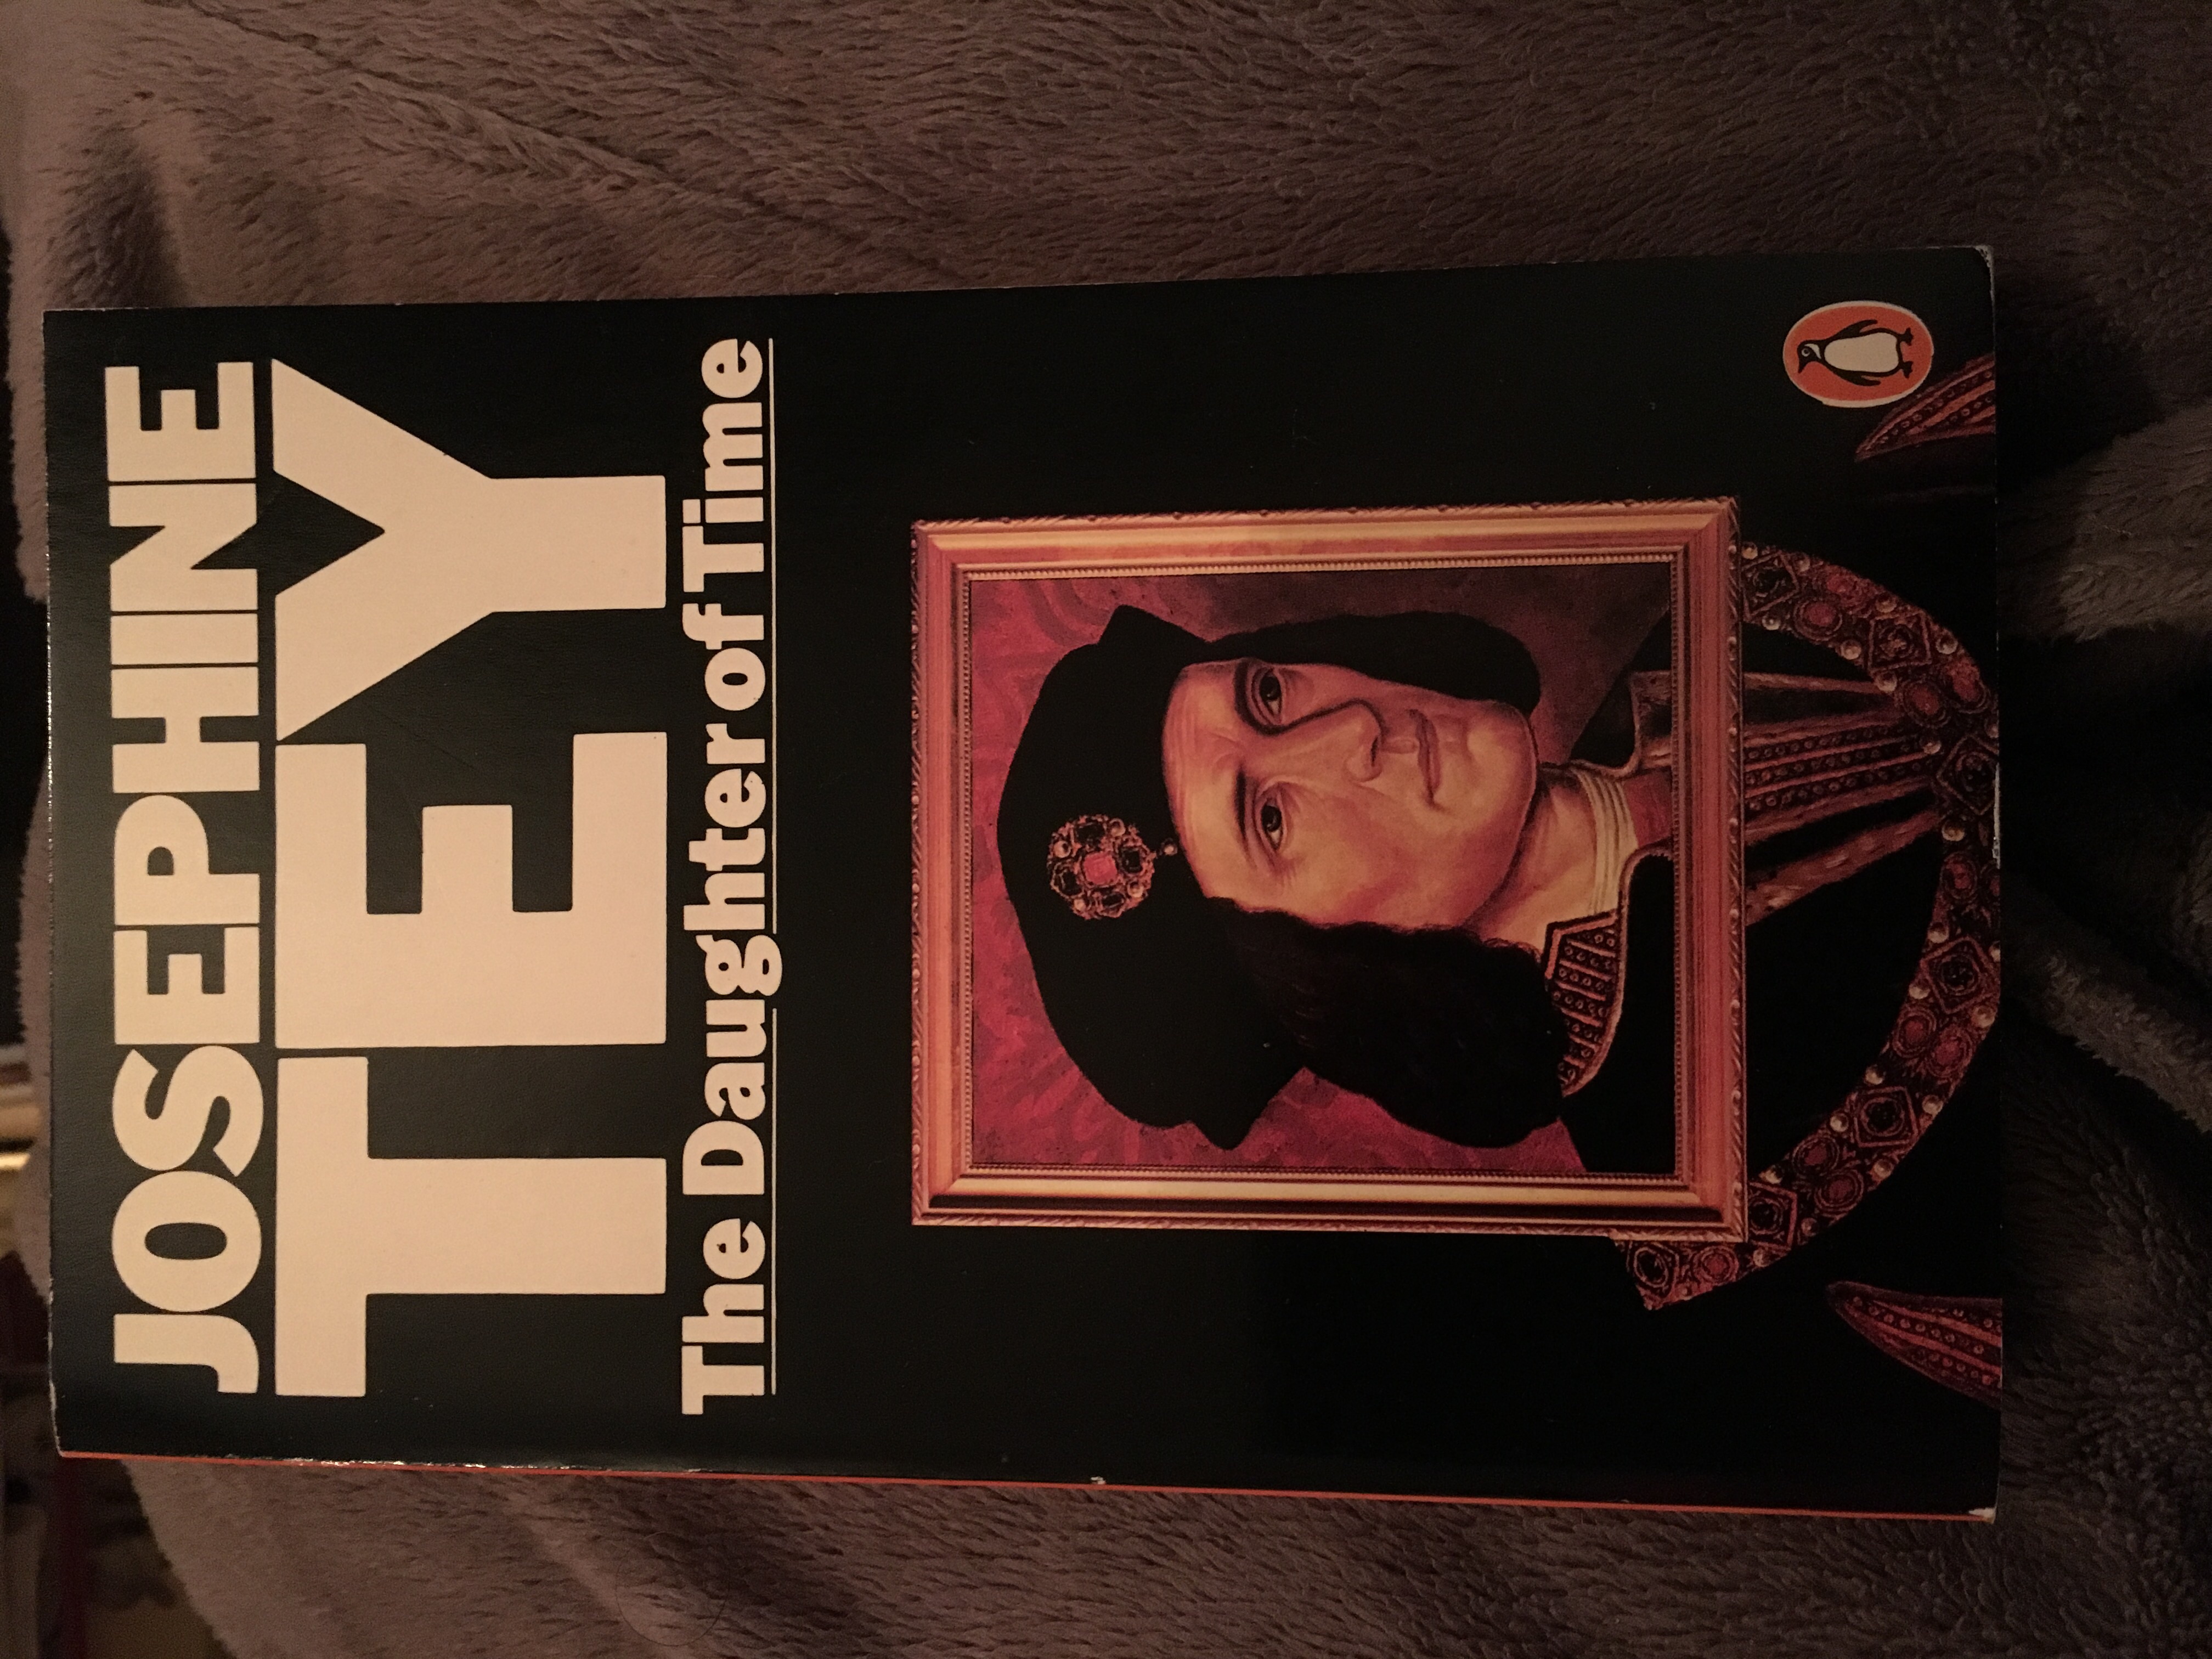 JOSEPHINE
TEY
The Daughter of Time